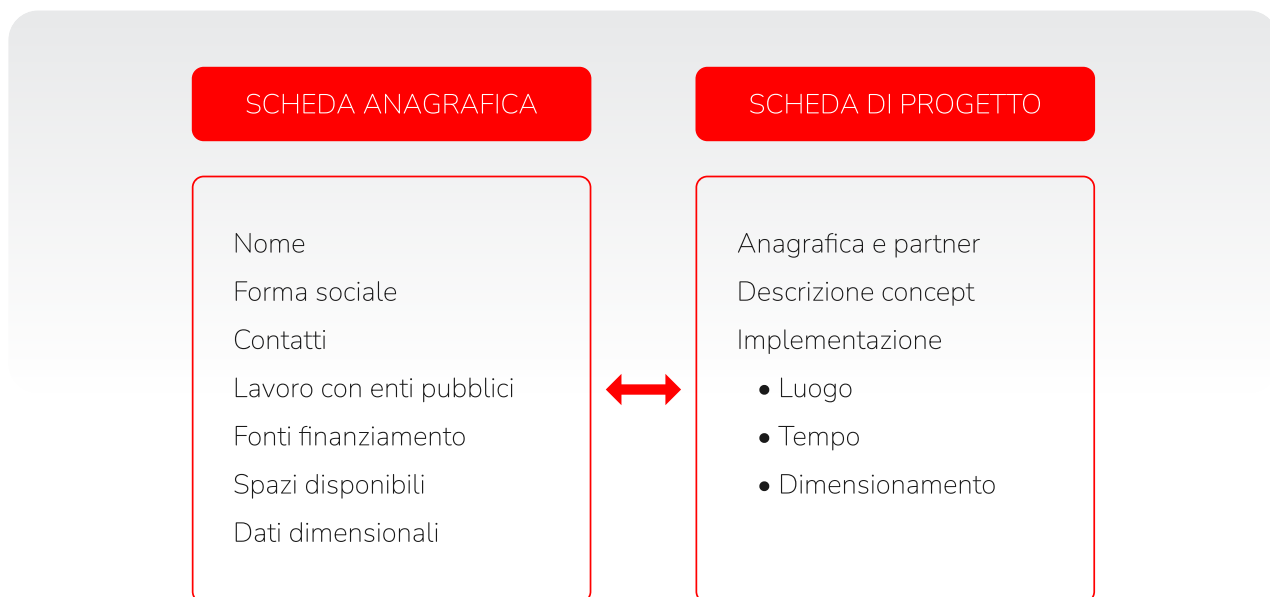 SCHEDA ANAGRAFICA
Nome
Forma sociale
Contatti
Lavoro con enti pubblici
Fonti finanziamento
Spazi disponibili
Dati dimensionali
SCHEDA DI PROGETTO
Anagrafica e partner
Descrizione concept
Implementazione
• Luogo
• Tempo
• Dimensionamento